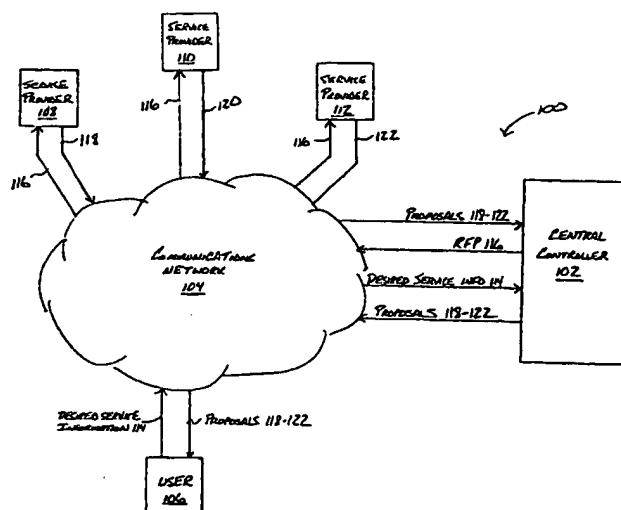 SERVICE
PROVIDER
110
SERVICE
PROVIDER
108
SERVICE
PROVIDER
112
116
120
118
116
116
122
100
PROPOSALS 118-122
RFP 116
DESIRED SERVICE INFO 114
PROPOSALS 118-122
CENTRAL
CONTROLLER
102
COMMUNICATIONS
NETWORK
104
DESIRED SERVICE
INFORMATION 114
PROPOSALS 118-122
USER
106